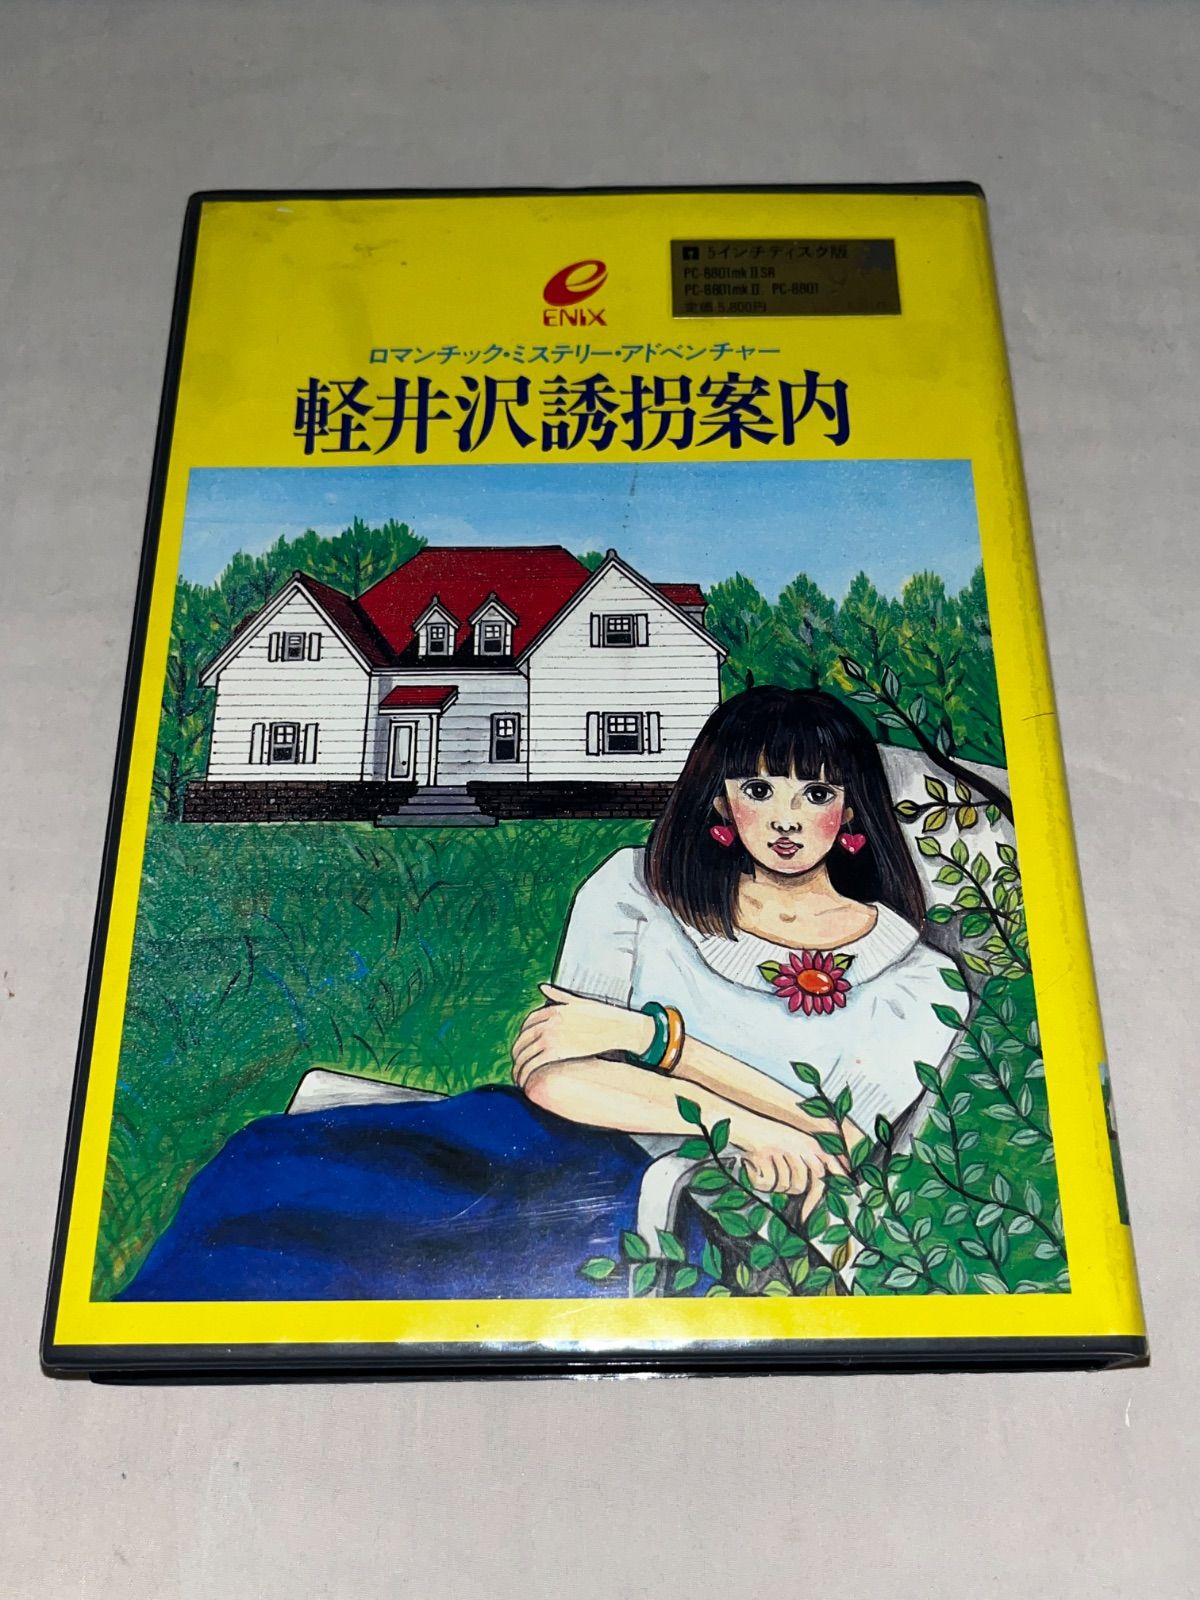 5インチディスク版
PC-8801mkⅡSR
PC-8801mkⅡ. PC-8801
定価5,800円
ENIX
ロマンチック・ミステリー・アドベンチャー
軽井沢誘拐案内